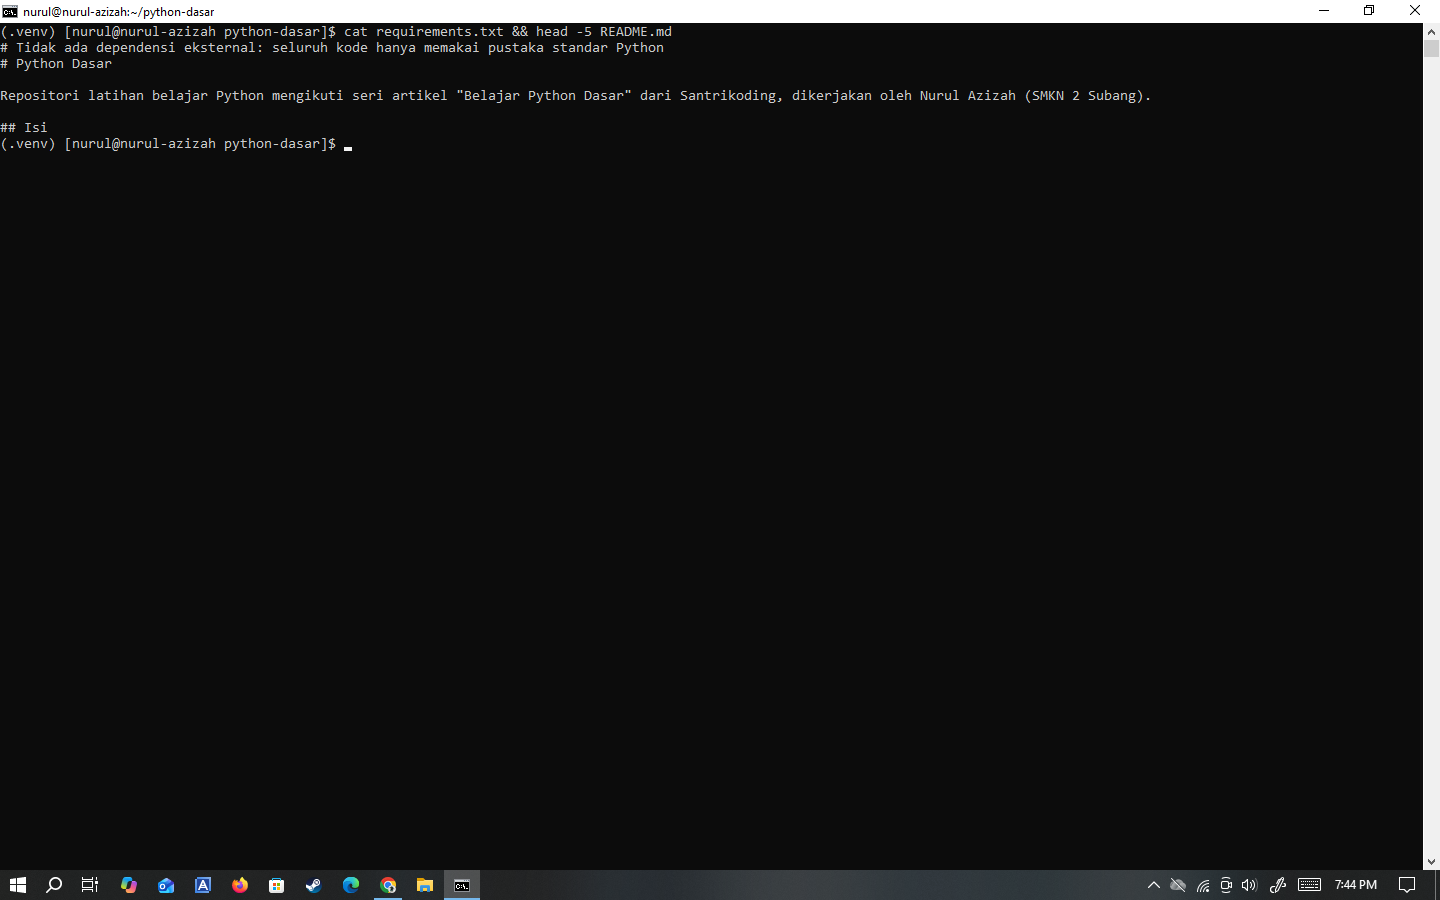 nurul@nurul-azizah:~/python-dasar
(.venv) [nurul@nurul-azizah python-dasar]$ cat requirements.txt && head -5 README.md
# Tidak ada dependensi eksternal: seluruh kode hanya memakai pustaka standar Python
# Python Dasar
Repositori latihan belajar Python mengikuti seri artikel "Belajar Python Dasar" dari Santrikoding, dikerjakan oleh Nurul Azizah (SMKN 2 Subang).
## Isi
(.venv) [nurul@nurul-azizah python-dasar]$
7:44 PM